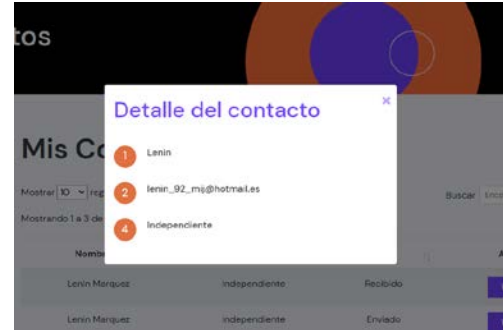 tos
Detalle del contacto
×
Mis Co
1 Lenin
Mostrar 10 reg
2 lenin_92_mij@hotmail.es
Buscar
Mostrando 1 a 3 de
4 Independiente
Nomb
Lenin Marquez Independiente Recibido
Lenin Marquez Independiente Enviado